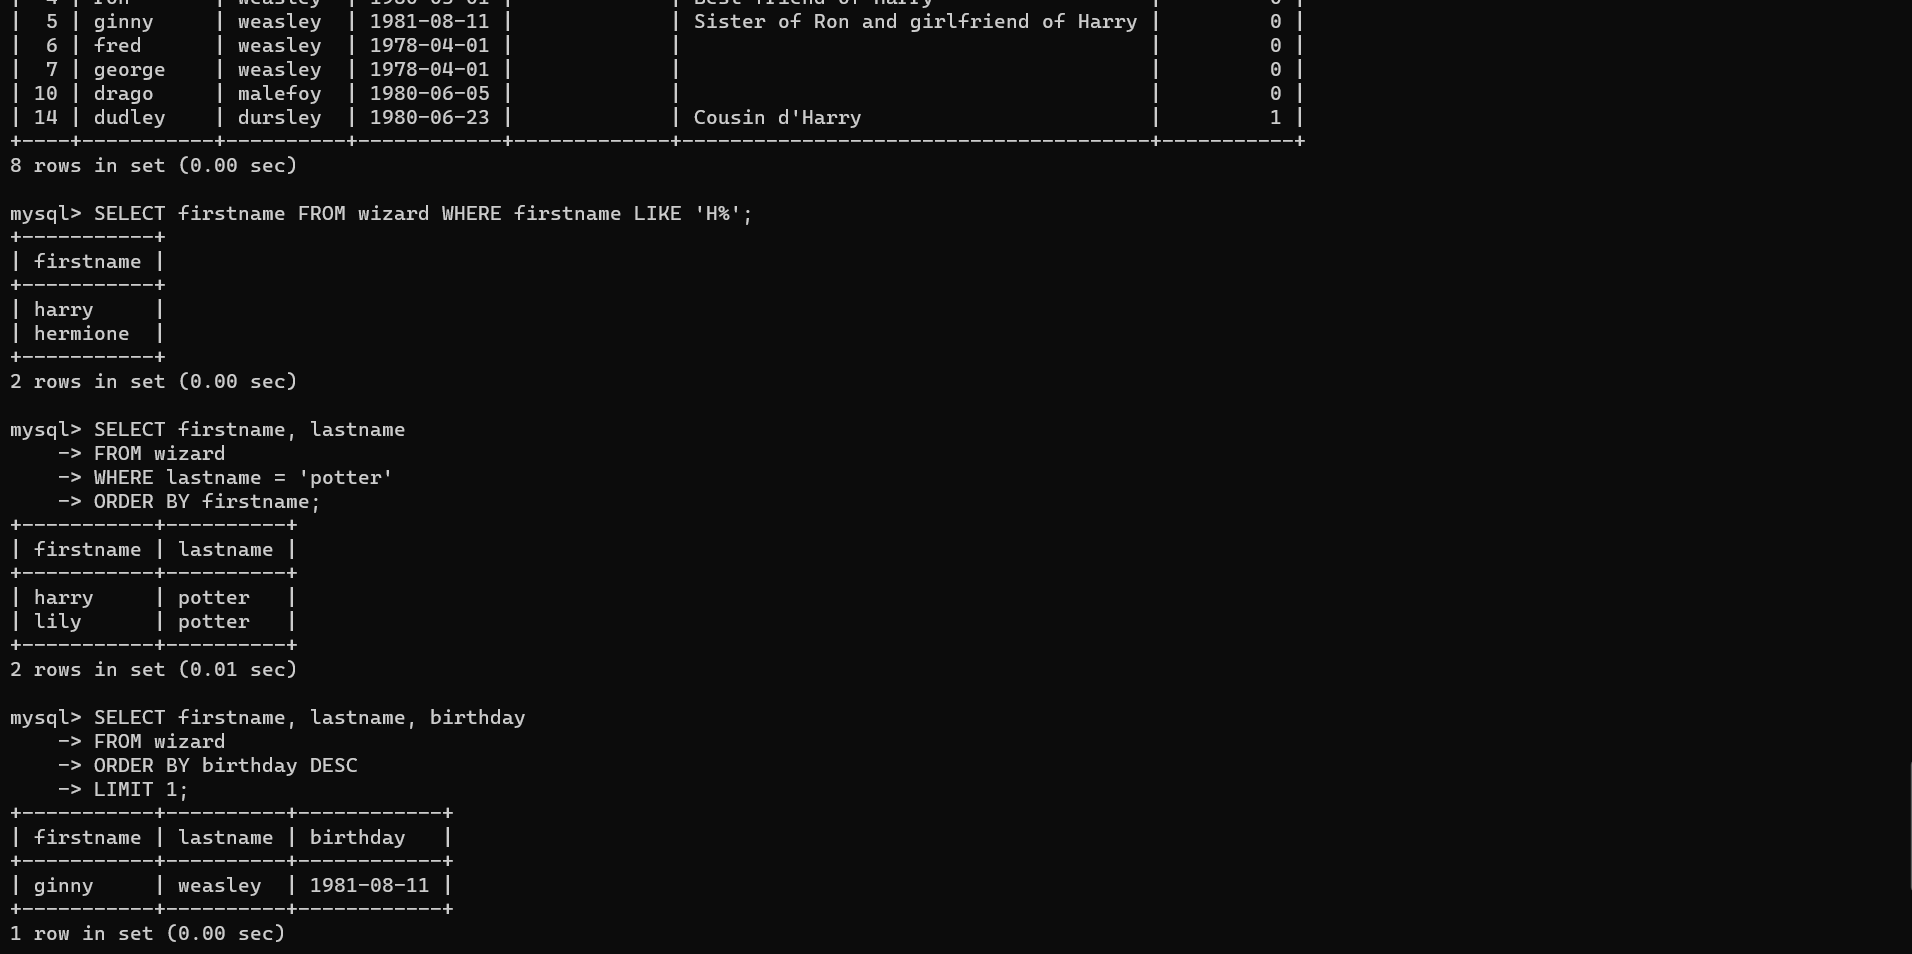 | 4 | ron | weasley | 1980-03-01 | | Best friend of Harry | 0 |
| 5 | ginny | weasley | 1981-08-11 | | Sister of Ron and girlfriend of Harry | 0 |
| 6 | fred | weasley | 1978-04-01 | | | 0 |
| 7 | george | weasley | 1978-04-01 | | | 0 |
| 10 | drago | malefoy | 1980-06-05 | | | 0 |
| 14 | dudley | dursley | 1980-06-23 | | Cousin d'Harry | 1 |
+----+-----------+----------+------------+-------------+---------------------------------------+-----------+
8 rows in set (0.00 sec)
mysql> SELECT firstname FROM wizard WHERE firstname LIKE 'H%';
+-----------+
| firstname |
+-----------+
| harry |
| hermione |
+-----------+
2 rows in set (0.00 sec)
mysql> SELECT firstname, lastname
-> FROM wizard
-> WHERE lastname = 'potter'
-> ORDER BY firstname;
+-----------+----------+
| firstname | lastname |
+-----------+----------+
| harry | potter |
| lily | potter |
+-----------+----------+
2 rows in set (0.01 sec)
mysql> SELECT firstname, lastname, birthday
-> FROM wizard
-> ORDER BY birthday DESC
-> LIMIT 1;
+-----------+----------+------------+
| firstname | lastname | birthday |
+-----------+----------+------------+
| ginny | weasley | 1981-08-11 |
+-----------+----------+------------+
1 row in set (0.00 sec)